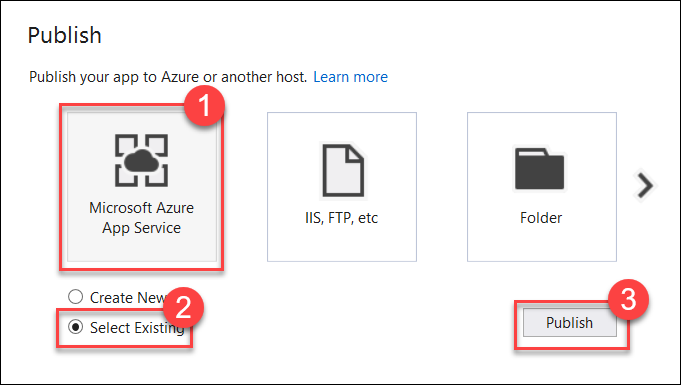 Publish
Publish your app to Azure or another host. Learn more
1
Microsoft Azure
App Service
IIS, FTP, etc
Folder
Create New
2
Select Existing
3
Publish